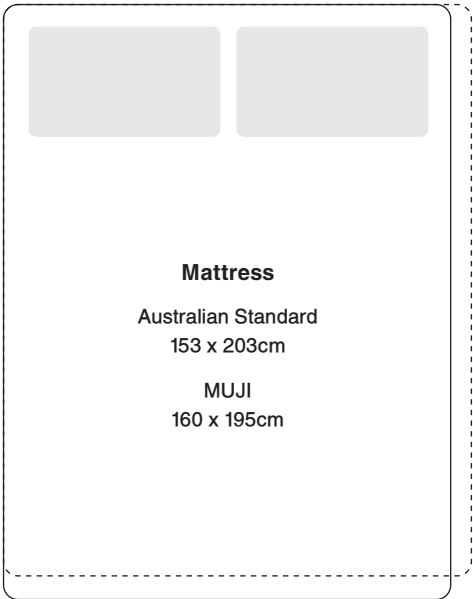 Mattress
Australian Standard
153 x 203cm
MUJI
160 x 195cm